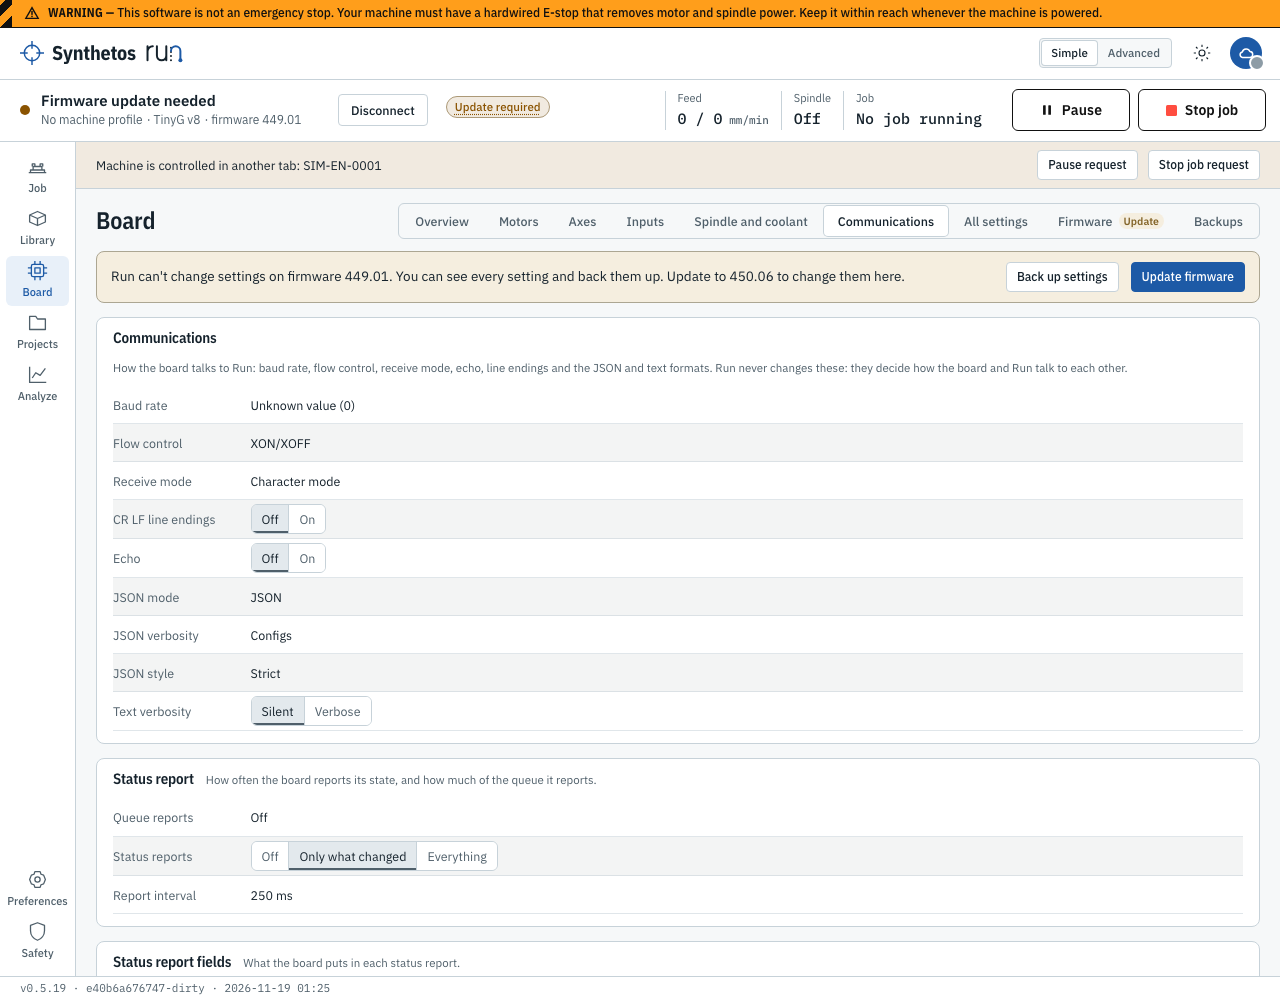 WARNING — This software is not an emergency stop. Your machine must have a hardwired E-stop that removes motor and spindle power. Keep it within reach whenever the machine is powered.
Synthetos run
Simple Advanced
Firmware update needed
No machine profile · TinyG v8 · firmware 449.01
Disconnect
Update required
Feed
0 / 0 mm/min
Spindle
Off
Job
No job running
Pause
Stop job
Job
Library
Board
Projects
Analyze
Preferences
Safety
Machine is controlled in another tab: SIM-EN-0001
Pause request
Stop job request
Board
Overview Motors Axes Inputs Spindle and coolant Communications All settings Firmware Update Backups
Run can't change settings on firmware 449.01. You can see every setting and back them up. Update to 450.06 to change them here.
Back up settings
Update firmware
Communications
How the board talks to Run: baud rate, flow control, receive mode, echo, line endings and the JSON and text formats. Run never changes these: they decide how the board and Run talk to each other.
Baud rate Unknown value (0)
Flow control XON/XOFF
Receive mode Character mode
CR LF line endings Off On
Echo Off On
JSON mode JSON
JSON verbosity Configs
JSON style Strict
Text verbosity Silent Verbose
Status report How often the board reports its state, and how much of the queue it reports.
Queue reports Off
Status reports Off Only what changed Everything
Report interval 250 ms
Status report fields What the board puts in each status report.
v0.5.19 · e40b6a676747-dirty · 2026-11-19 01:25